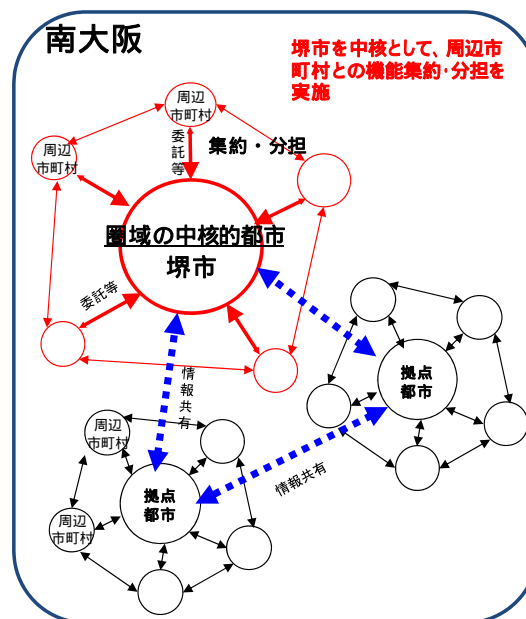 南大阪
堺市を中核として、周辺市
町村との機能集約・分担を
実施
周辺
市町村
周辺
市町村
委託等
集約・分担
圏域の中核的都市
堺市
委託等
情報共有
拠点
都市
周辺
市町村
拠点
都市
周辺
市町村
情報共有